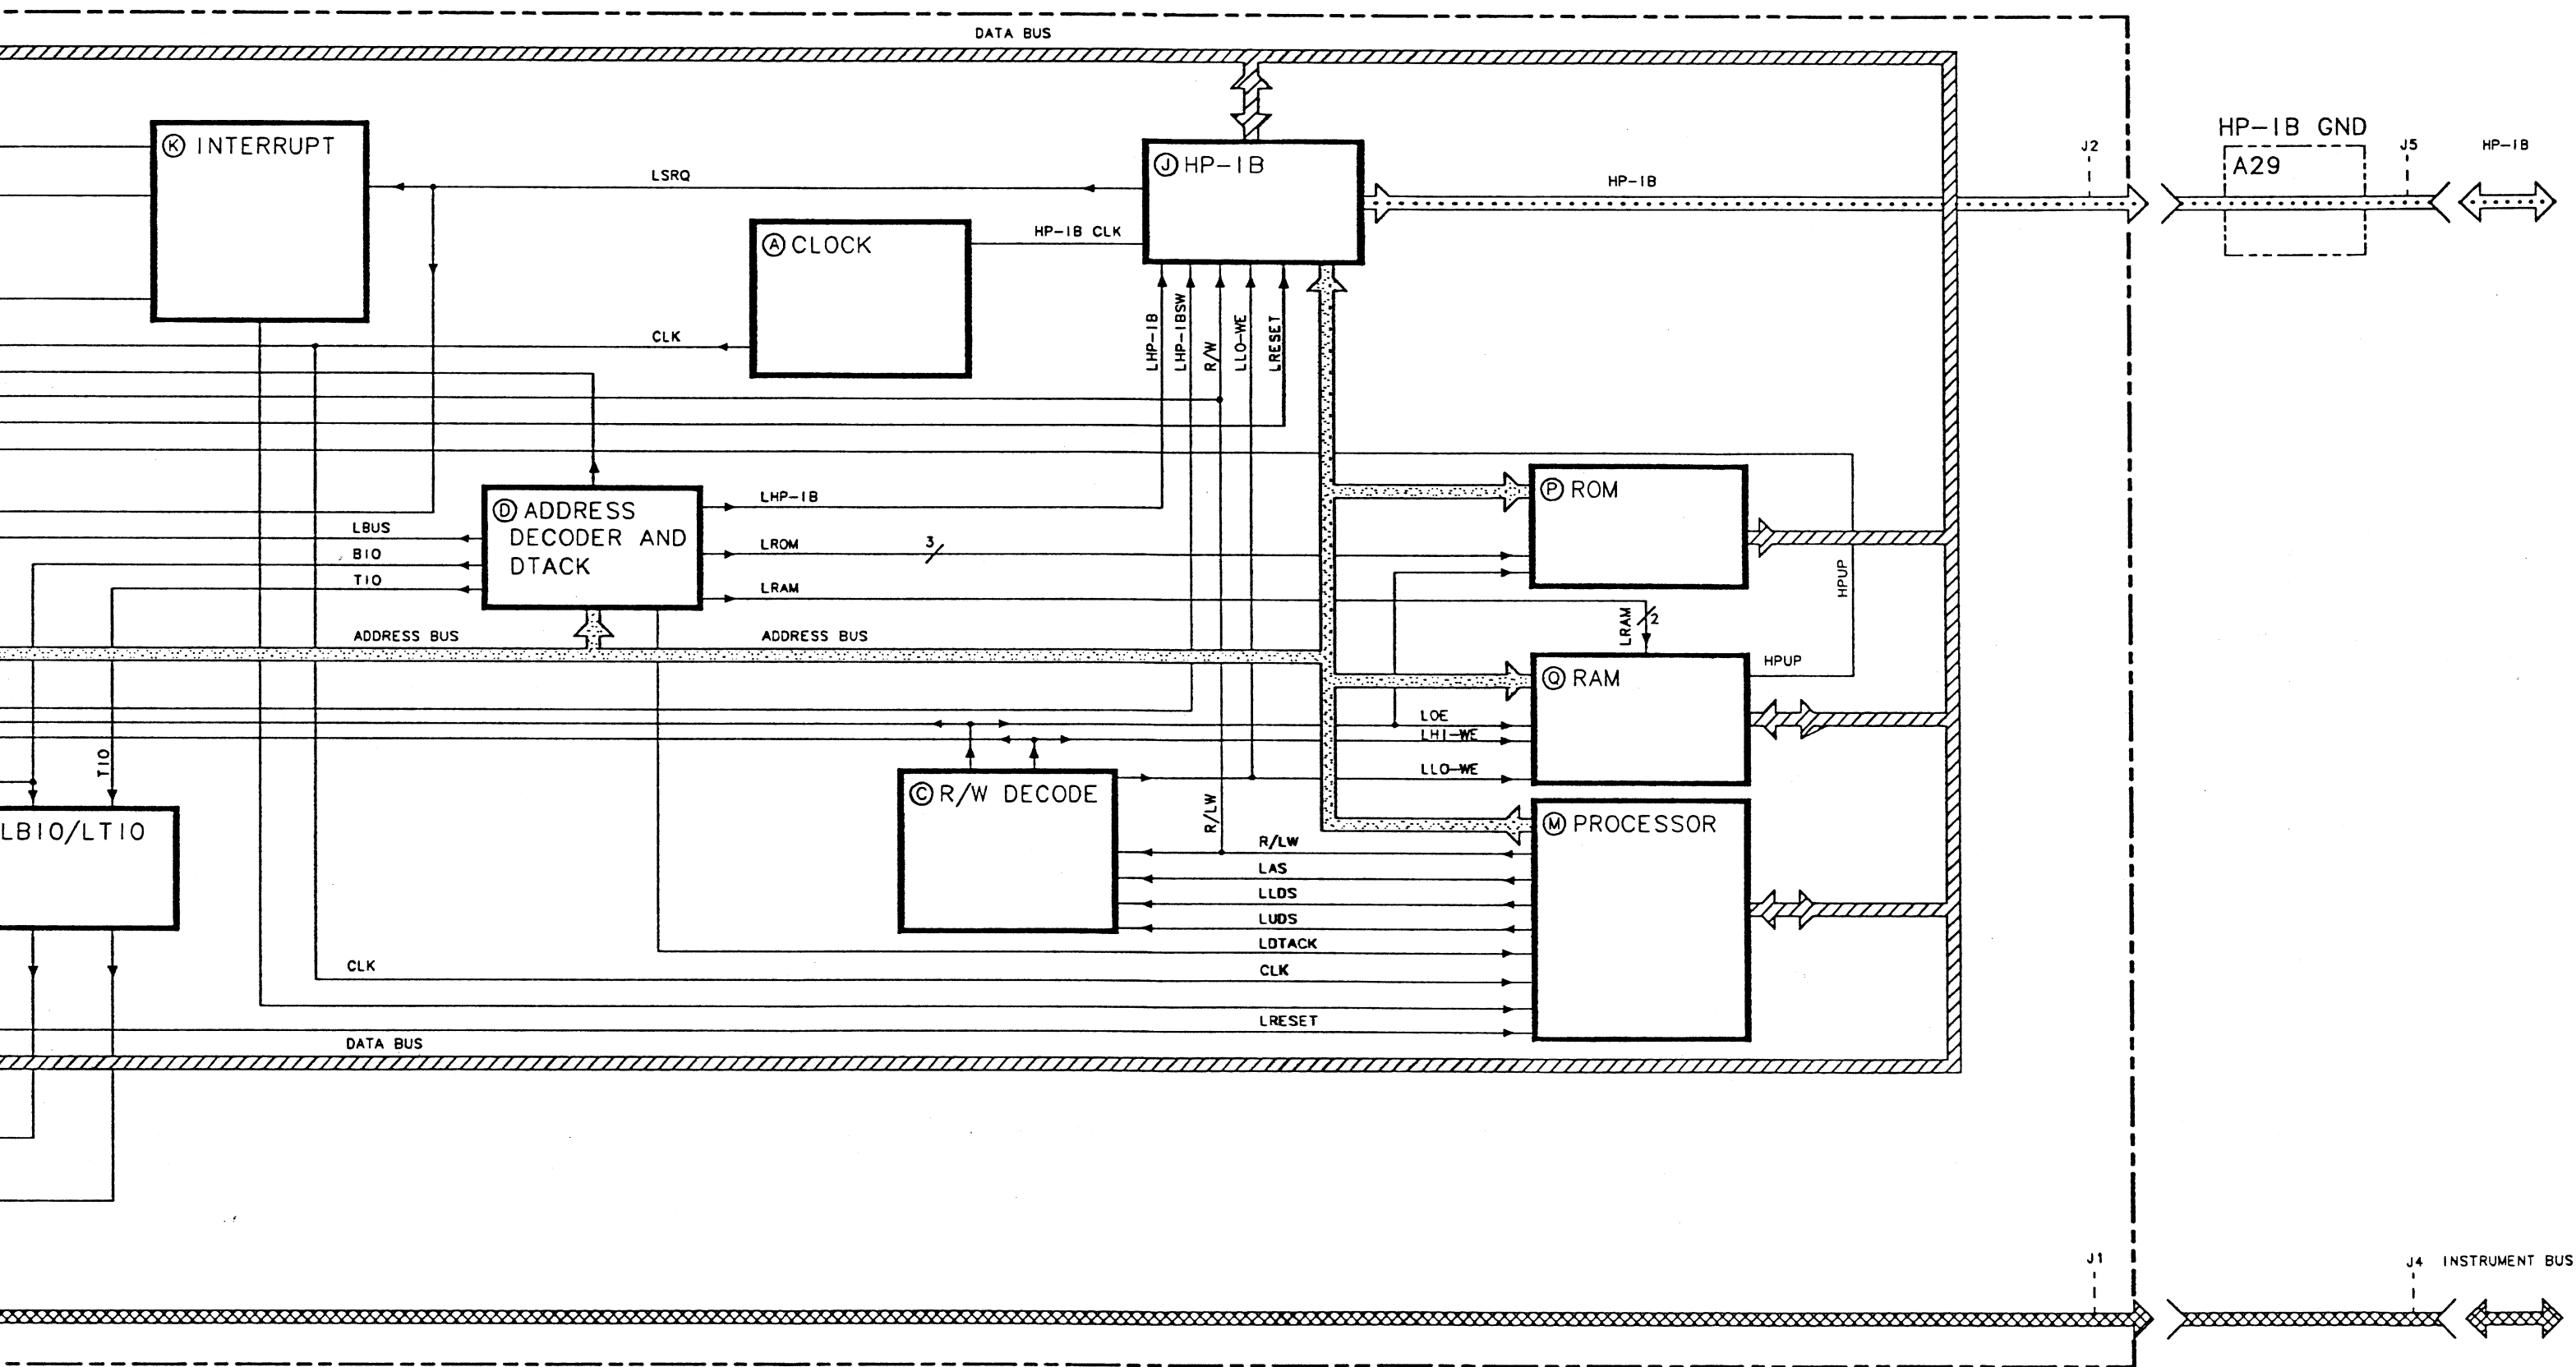 DATA BUS
HP-IB GND
J2
A29
J5
HP-IB
K INTERRUPT
LSRQ
J HP-IB
HP-IB
A CLOCK
HP-IB CLK
CLK
LHP-IB
LHP-IBSW
R/W
LLO-WE
LRESET
D ADDRESS
DECODER AND
DTACK
LBUS
BIO
TIO
LHP-IB
LROM
3
LRAM
P ROM
HPUP
LRAM
2
ADDRESS BUS
ADDRESS BUS
Q RAM
HPUP
LOE
LHI-WE
LLO-WE
TIO
LBIO/LTIO
C R/W DECODE
R/LW
M PROCESSOR
R/LW
LAS
LLDS
LUDS
LDTACK
CLK
CLK
LRESET
DATA BUS
J1
J4
INSTRUMENT BUS